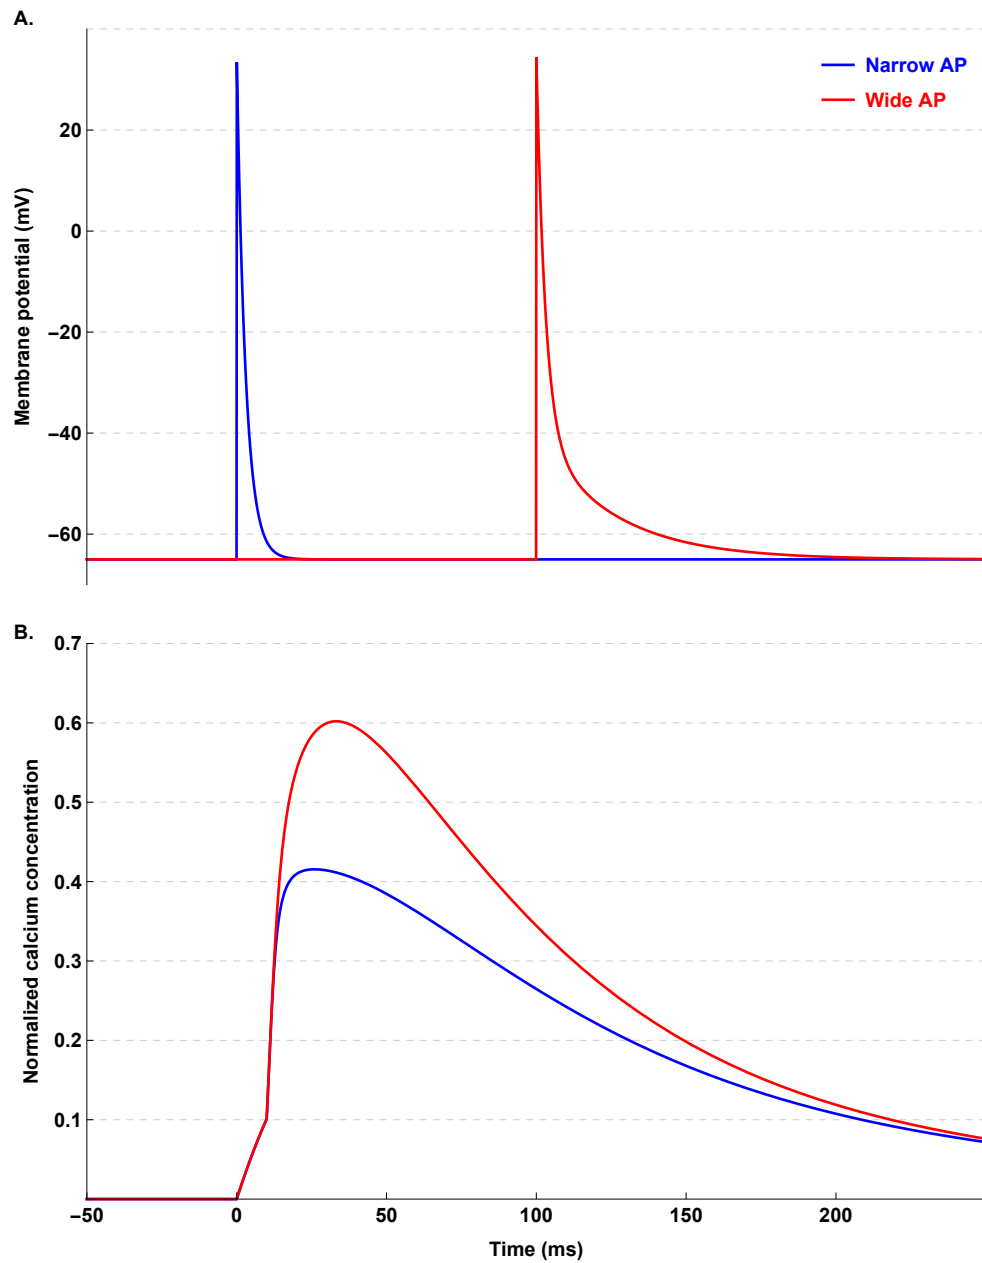 A.
Narrow AP
Wide AP
20
0
−20
−40
−60
Membrane potential (mV)
B.
0.7
0.6
0.5
0.4
0.3
0.2
0.1
Normalized calcium concentration
−50 0 50 100 150 200
Time (ms)